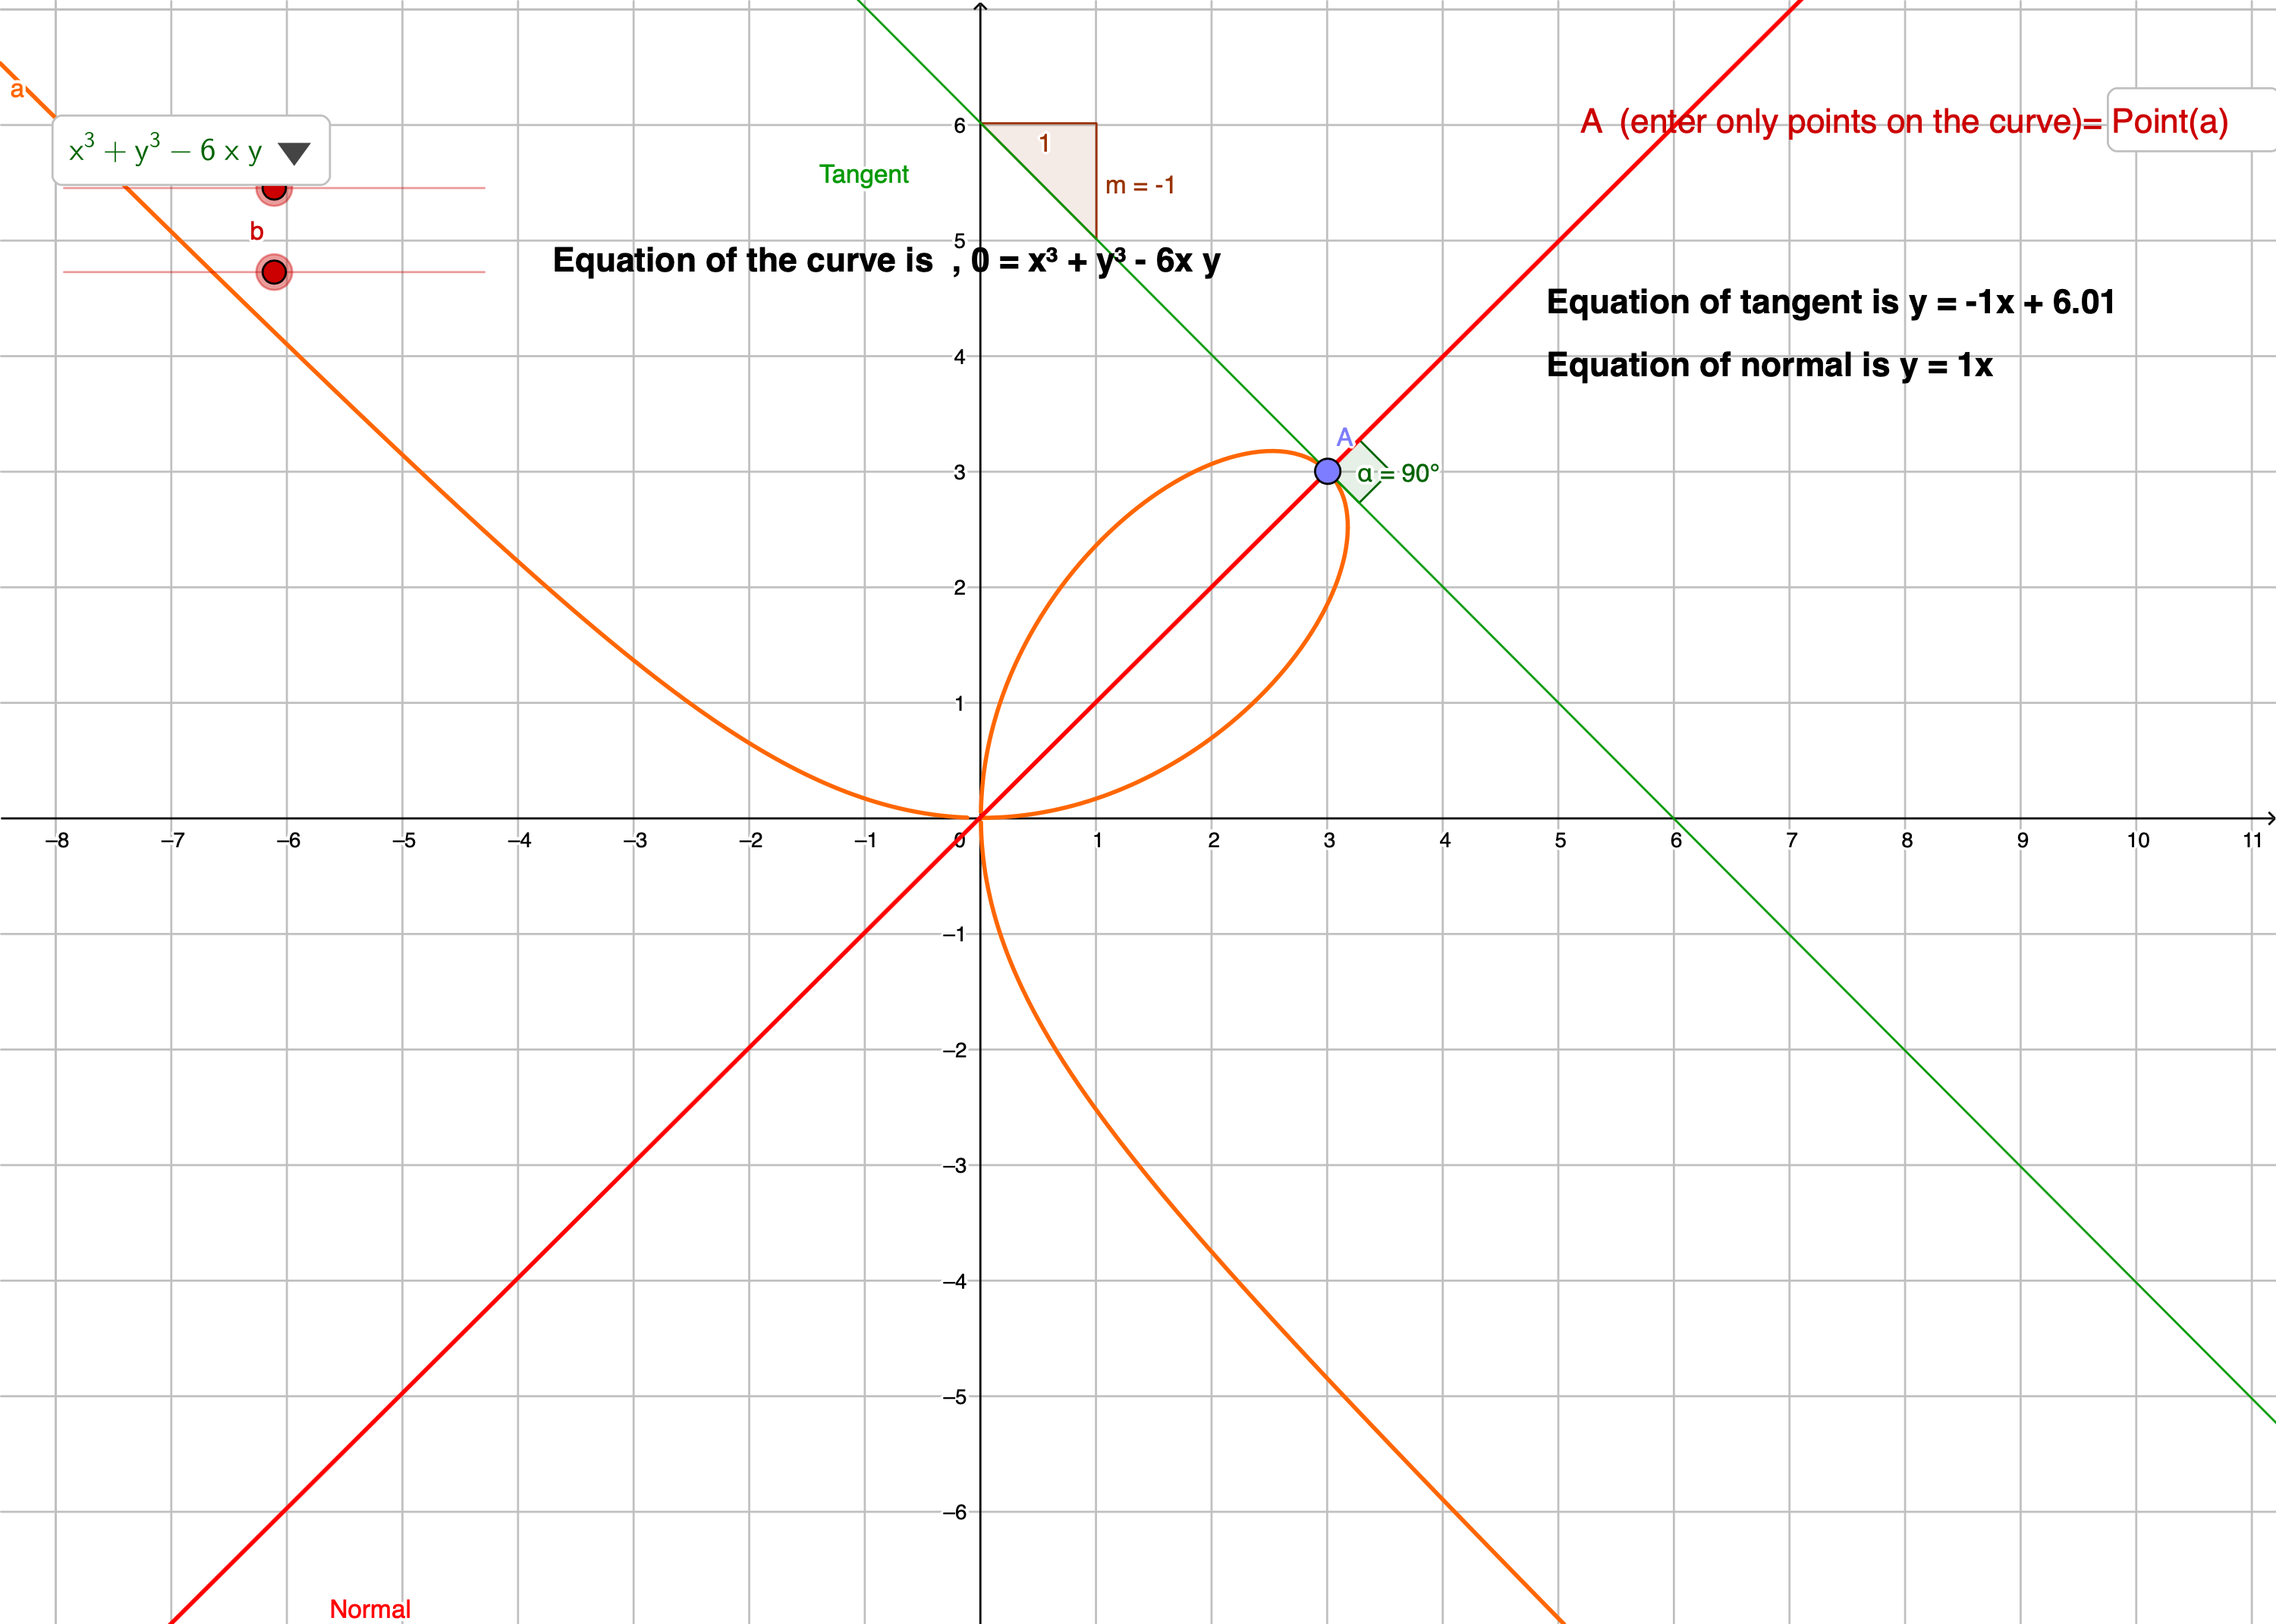 a
x³ + y³ − 6 x y
b
Tangent
1
m = -1
A (enter only points on the curve)= Point(a)
Equation of the curve is , 0 = x³ + y³ - 6x y
Equation of tangent is y = -1x + 6.01
Equation of normal is y = 1x
A
α = 90°
6
5
4
3
2
1
–8 –7 –6 –5 –4 –3 –2 –1 0 1 2 3 4 5 6 7 8 9 10 11
–1
–2
–3
–4
–5
–6
Normal